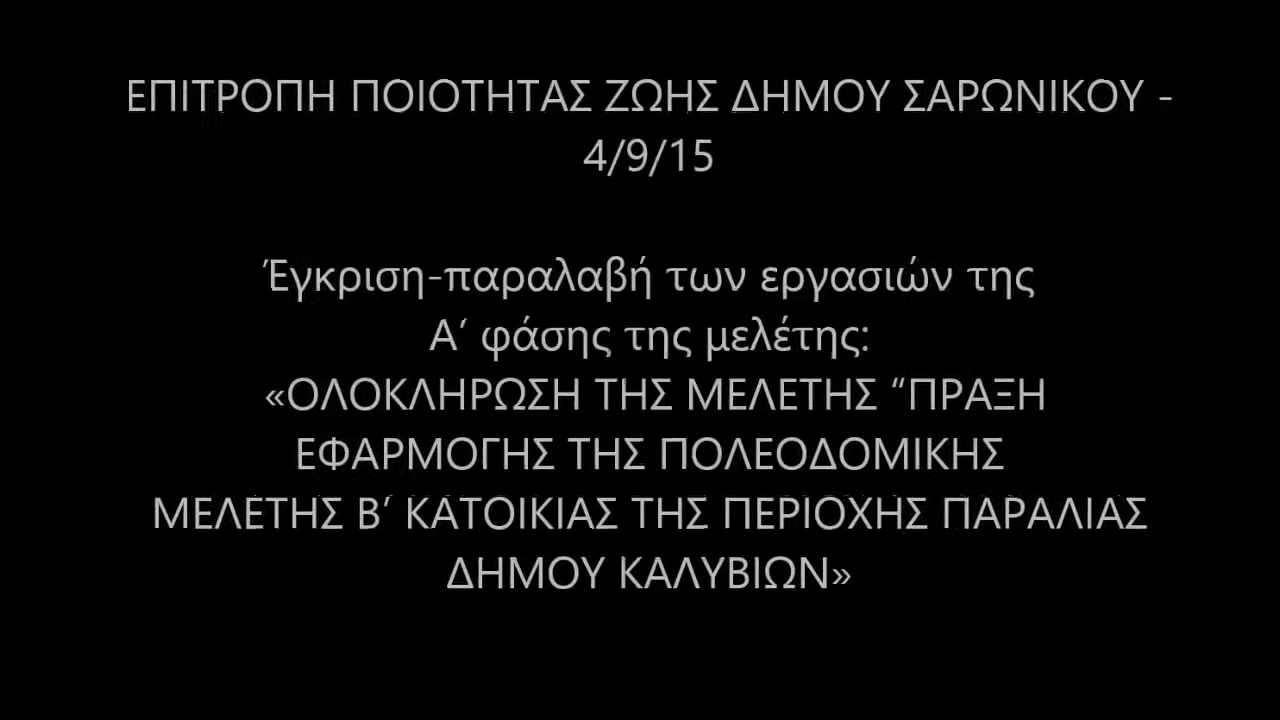 ΕΠΙΤΡΟΠΗ ΠΟΙΟΤΗΤΑΣ ΖΩΗΣ ΔΗΜΟΥ ΣΑΡΩΝΙΚΟΥ -
4/9/15
Έγκριση-παραλαβή των εργασιών της
Α‘ φάσης της μελέτης:
«ΟΛΟΚΛΗΡΩΣΗ ΤΗΣ ΜΕΛΕΤΗΣ “ΠΡΑΞΗ
ΕΦΑΡΜΟΓΗΣ ΤΗΣ ΠΟΛΕΟΔΟΜΙΚΗΣ
ΜΕΛΕΤΗΣ Β’ ΚΑΤΟΙΚΙΑΣ ΤΗΣ ΠΕΡΙΟΧΗΣ ΠΑΡΑΛΙΑΣ
ΔΗΜΟΥ ΚΑΛΥΒΙΩΝ»